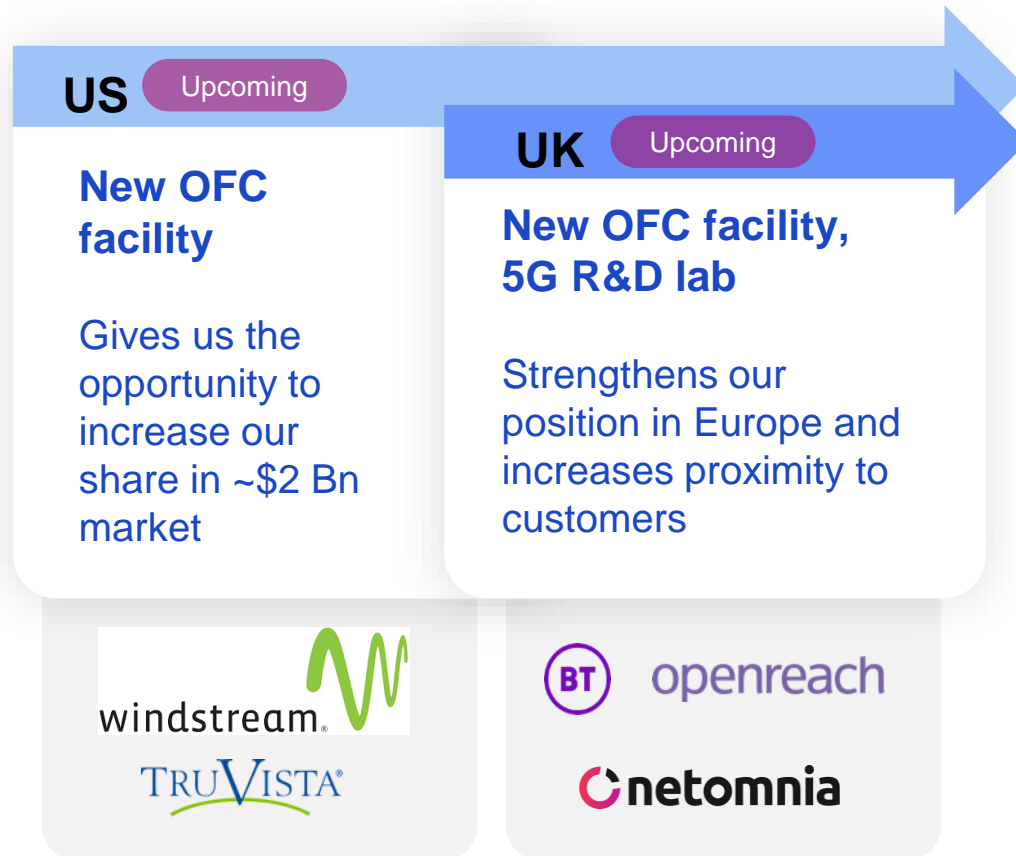 US Upcoming
New OFC
facility
Gives us the
opportunity to
increase our
share in ~$2 Bn
market
UK Upcoming
New OFC facility,
5G R&D lab
Strengthens our
position in Europe and
increases proximity to
customers
windstream®
TRUVISTA®
BT openreach
netomnia